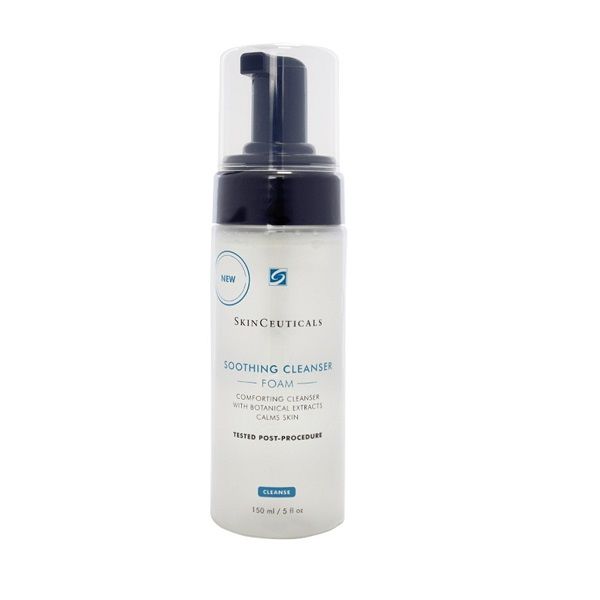 NEW
SKINCEUTICALS
SOOTHING CLEANSER
FOAM
COMFORTING CLEANSER
WITH BOTANICAL EXTRACTS
CALMS SKIN
TESTED POST-PROCEDURE
CLEANSE
150 ml / 5 fl oz